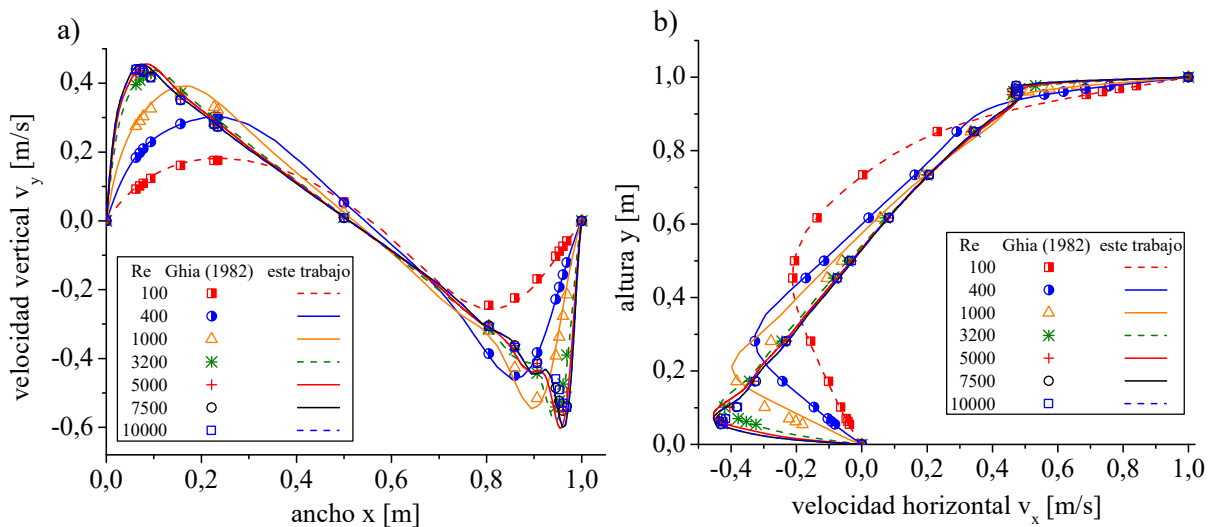 a)
velocidad vertical v_y [m/s]
0,4
0,2
0,0
-0,2
-0,4
-0,6
Re Ghia (1982) este trabajo
100
400
1000
3200
5000
7500
10000
0,0 0,2 0,4 0,6 0,8 1,0
ancho x [m]
b)
altura y [m]
1,0
0,8
0,6
0,4
0,2
0,0
Re Ghia (1982) este trabajo
100
400
1000
3200
5000
7500
10000
-0,4 -0,2 0,0 0,2 0,4 0,6 0,8 1,0
velocidad horizontal v_x [m/s]